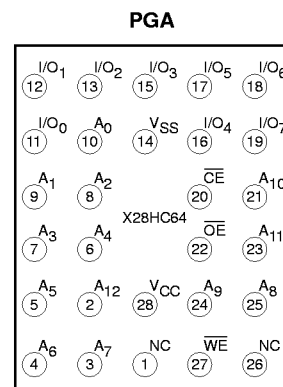 PGA
I/O1 I/O2 I/O3 I/O5 I/O6
12 13 15 17 18
I/O0 A0 VSS I/O4 I/O7
11 10 14 16 19
A1 A2 CE A10
9 8 20 21
X28HC64
A3 A4 OE A11
7 6 22 23
A5 A12 VCC A9 A8
5 2 28 24 25
A6 A7 NC WE NC
4 3 1 27 26